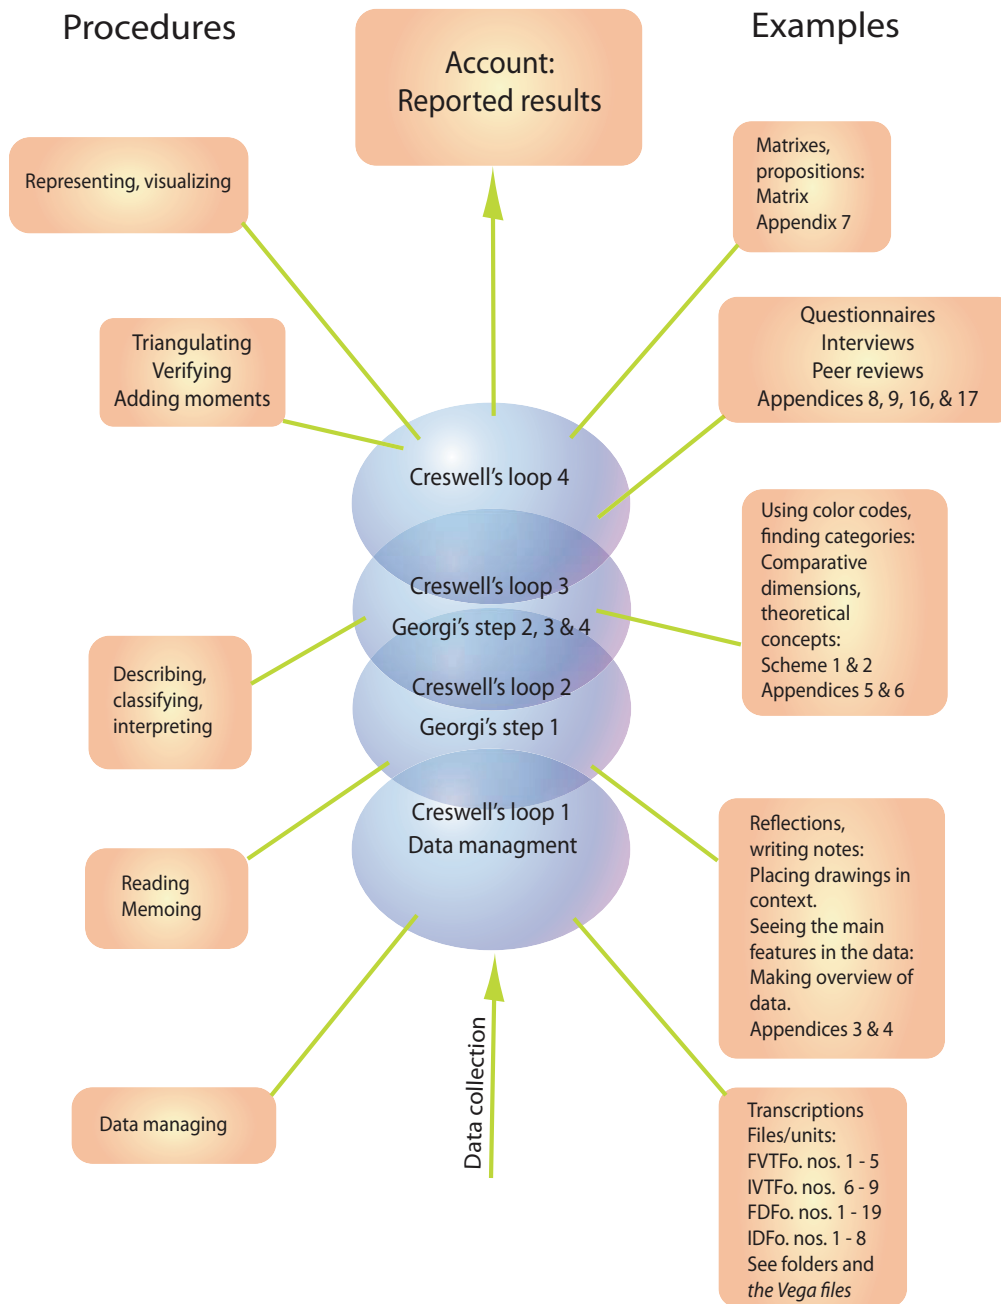 Procedures
Examples
Account:
Reported results
Representing, visualizing
Matrixes,
propositions:
Matrix
Appendix 7
Triangulating
Verifying
Adding moments
Questionnaires
Interviews
Peer reviews
Appendices 8, 9, 16, & 17
Creswell's loop 4
Creswell's loop 3
Georgi's step 2, 3 & 4
Creswell's loop 2
Georgi's step 1
Creswell's loop 1
Data managment
Using color codes,
finding categories:
Comparative
dimensions,
theoretical
concepts:
Scheme 1 & 2
Appendices 5 & 6
Describing,
classifying,
interpreting
Reading
Memoing
Reflections,
writing notes:
Placing drawings in
context.
Seeing the main
features in the data:
Making overview of
data.
Appendices 3 & 4
Data managing
Data collection
Transcriptions
Files/units:
FVTFo. nos. 1 - 5
IVTFo. nos. 6 - 9
FDFo. nos. 1 - 19
IDFo. nos. 1 - 8
See folders and
the Vega files